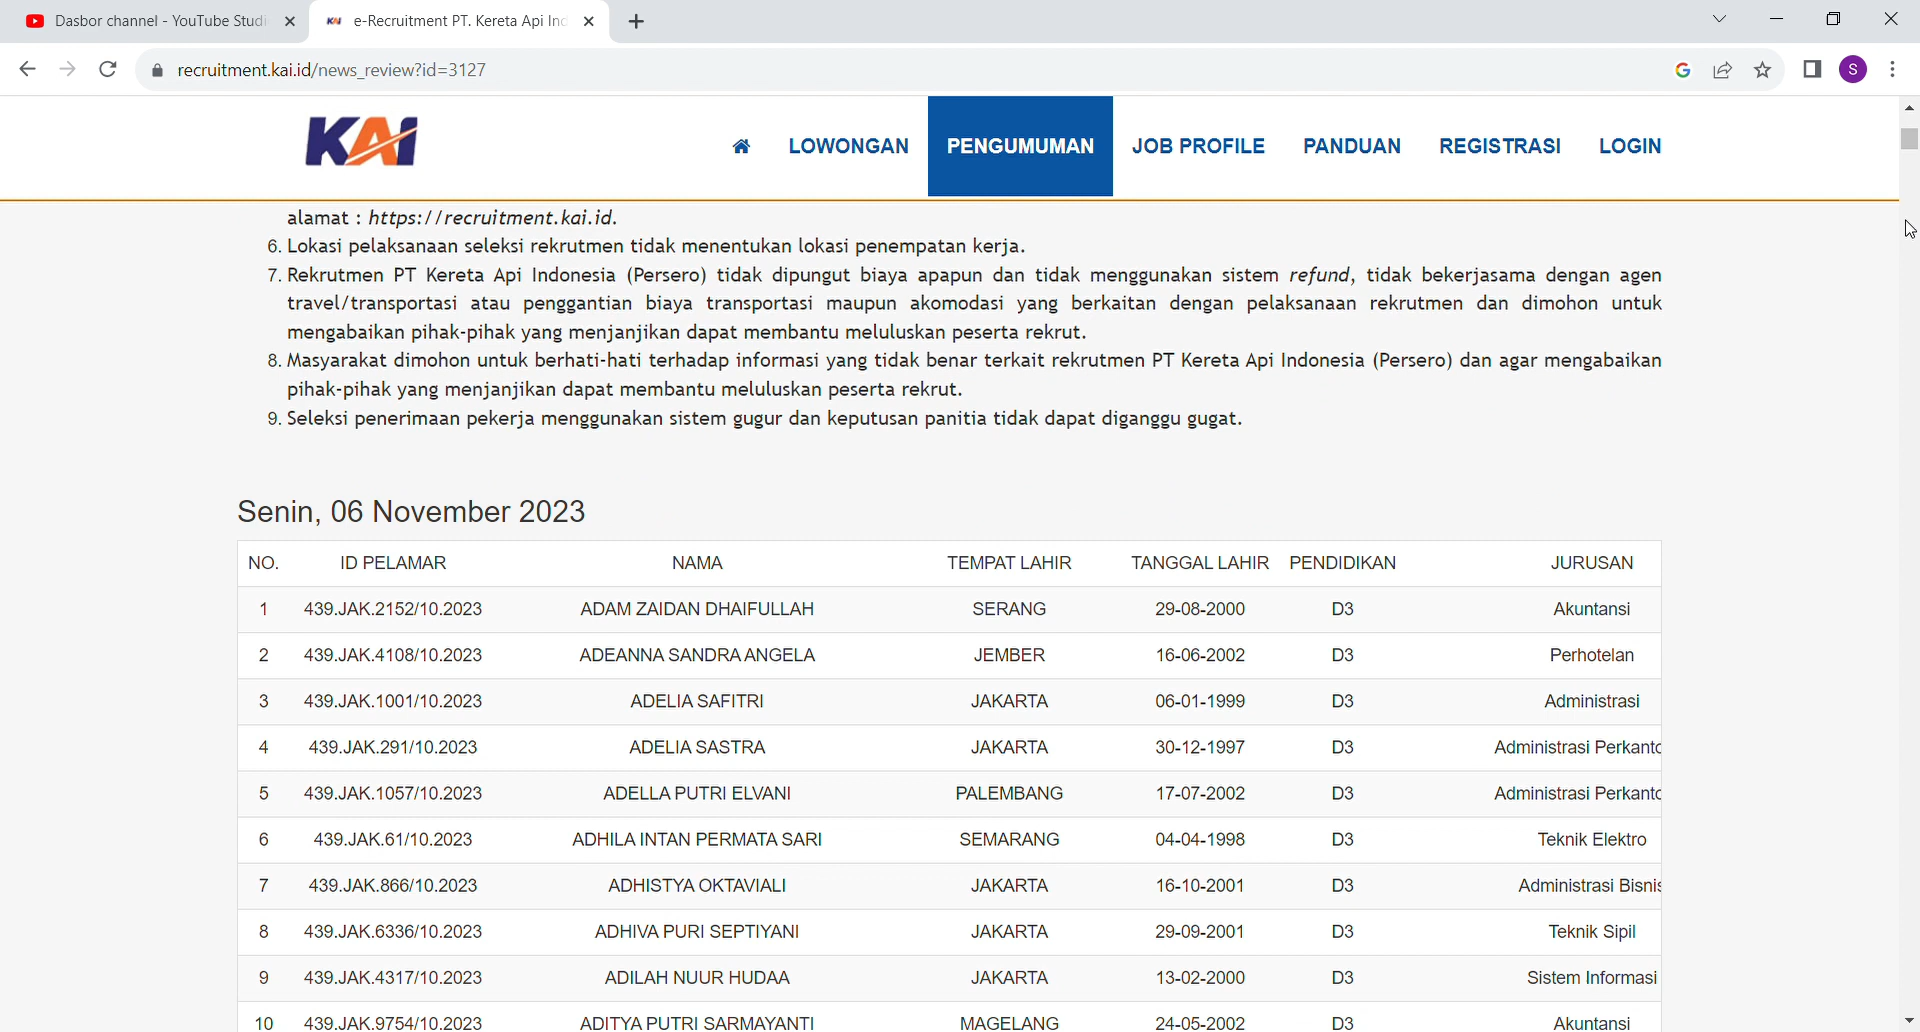 Dasbor channel - YouTube Studi
e-Recruitment PT. Kereta Api Ind
recruitment.kai.id/news_review?id=3127
S
KAI
LOWONGAN PENGUMUMAN JOB PROFILE PANDUAN REGISTRASI LOGIN
alamat : https://recruitment.kai.id.
6. Lokasi pelaksanaan seleksi rekrutmen tidak menentukan lokasi penempatan kerja.
7. Rekrutmen PT Kereta Api Indonesia (Persero) tidak dipungut biaya apapun dan tidak menggunakan sistem refund, tidak bekerjasama dengan agen
travel/transportasi atau penggantian biaya transportasi maupun akomodasi yang berkaitan dengan pelaksanaan rekrutmen dan dimohon untuk
mengabaikan pihak-pihak yang menjanjikan dapat membantu meluluskan peserta rekrut.
8. Masyarakat dimohon untuk berhati-hati terhadap informasi yang tidak benar terkait rekrutmen PT Kereta Api Indonesia (Persero) dan agar mengabaikan
pihak-pihak yang menjanjikan dapat membantu meluluskan peserta rekrut.
9. Seleksi penerimaan pekerja menggunakan sistem gugur dan keputusan panitia tidak dapat diganggu gugat.
Senin, 06 November 2023
NO. ID PELAMAR NAMA TEMPAT LAHIR TANGGAL LAHIR PENDIDIKAN JURUSAN
1 439.JAK.2152/10.2023 ADAM ZAIDAN DHAIFULLAH SERANG 29-08-2000 D3 Akuntansi
2 439.JAK.4108/10.2023 ADEANNA SANDRA ANGELA JEMBER 16-06-2002 D3 Perhotelan
3 439.JAK.1001/10.2023 ADELIA SAFITRI JAKARTA 06-01-1999 D3 Administrasi
4 439.JAK.291/10.2023 ADELIA SASTRA JAKARTA 30-12-1997 D3 Administrasi Perkanto
5 439.JAK.1057/10.2023 ADELLA PUTRI ELVANI PALEMBANG 17-07-2002 D3 Administrasi Perkanto
6 439.JAK.61/10.2023 ADHILA INTAN PERMATA SARI SEMARANG 04-04-1998 D3 Teknik Elektro
7 439.JAK.866/10.2023 ADHISTYA OKTAVIALI JAKARTA 16-10-2001 D3 Administrasi Bisnis
8 439.JAK.6336/10.2023 ADHIVA PURI SEPTIYANI JAKARTA 29-09-2001 D3 Teknik Sipil
9 439.JAK.4317/10.2023 ADILAH NUUR HUDAA JAKARTA 13-02-2000 D3 Sistem Informasi
10 439.JAK.9754/10.2023 ADITYA PUTRI SARMAYANTI MAGELANG 24-05-2002 D3 Akuntansi